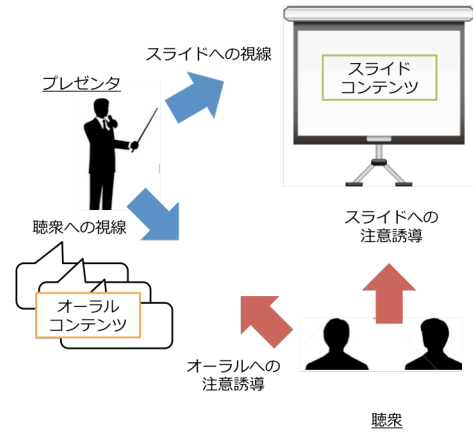 スライドへの視線
プレゼンタ
スライド
コンテンツ
聴衆への視線
スライドへの
注意誘導
オーラル
コンテンツ
オーラルへの
注意誘導
聴衆